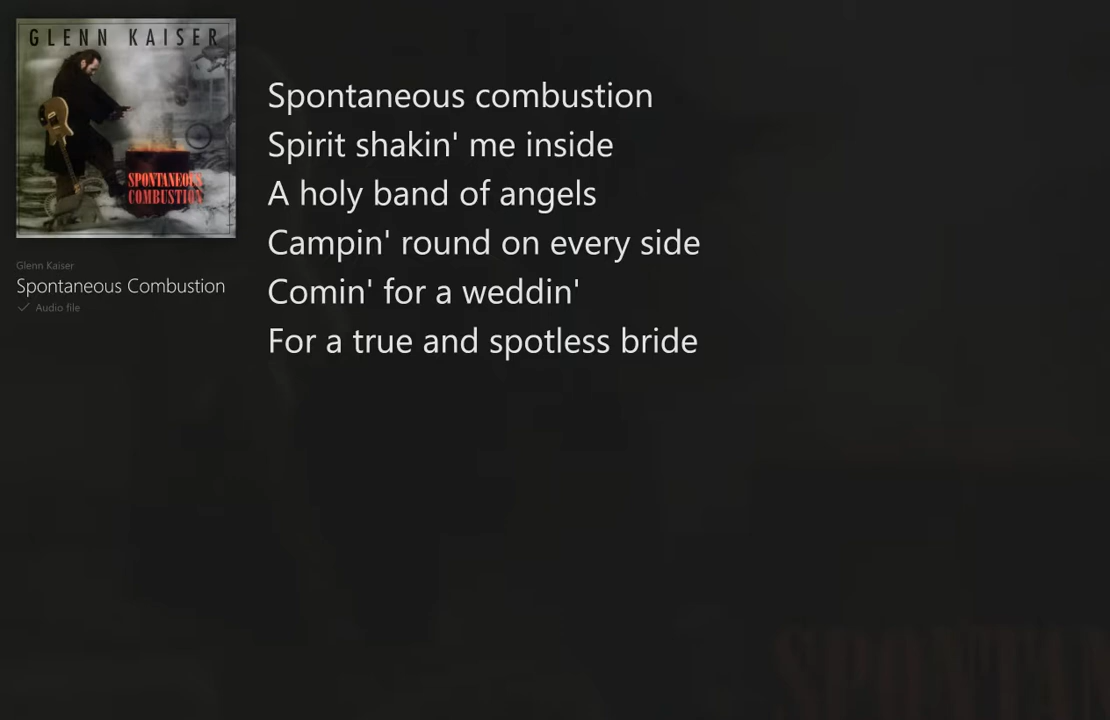 GLENN KAISER
SPONTANEOUS
COMBUSTION
Glenn Kaiser
Spontaneous Combustion
Audio file
Spontaneous combustion
Spirit shakin' me inside
A holy band of angels
Campin' round on every side
Comin' for a weddin'
For a true and spotless bride
SPONTAN